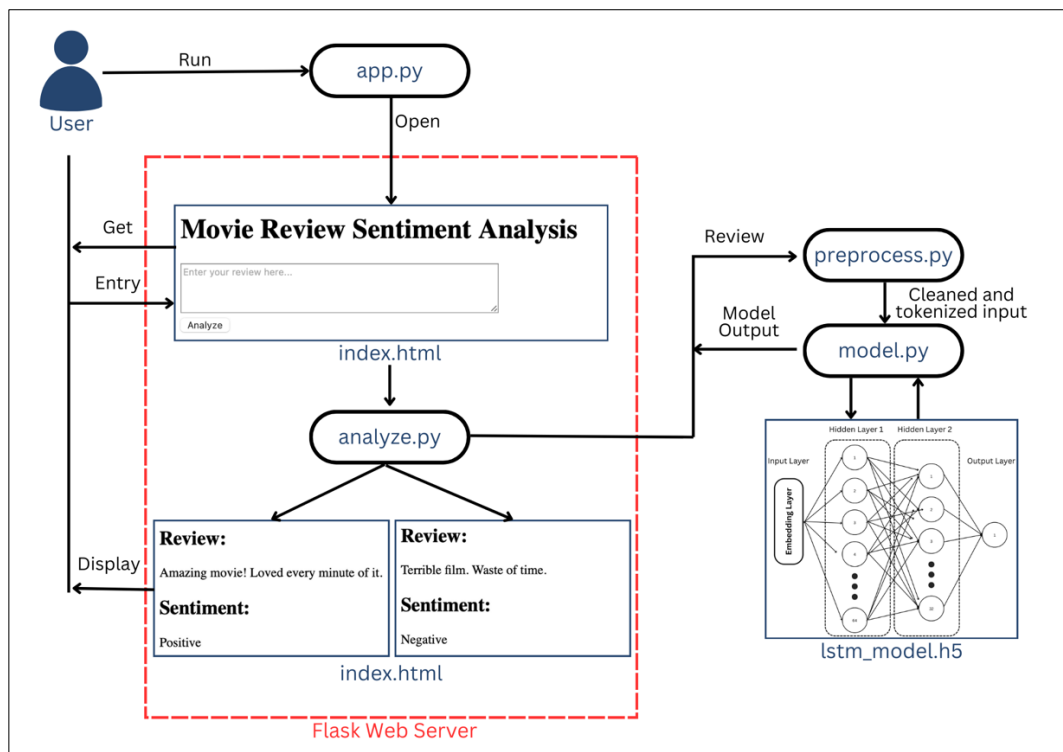 Run
app.py
User
Open
Get
Entry
Movie Review Sentiment Analysis
Enter your review here...
Analyze
index.html
Review
preprocess.py
Cleaned and
tokenized input
Model
Output
model.py
analyze.py
Hidden Layer 1
Hidden Layer 2
Input Layer
Output Layer
Embedding Layer
lstm_model.h5
Display
Review:
Amazing movie! Loved every minute of it.
Sentiment:
Positive
Review:
Terrible film. Waste of time.
Sentiment:
Negative
index.html
Flask Web Server